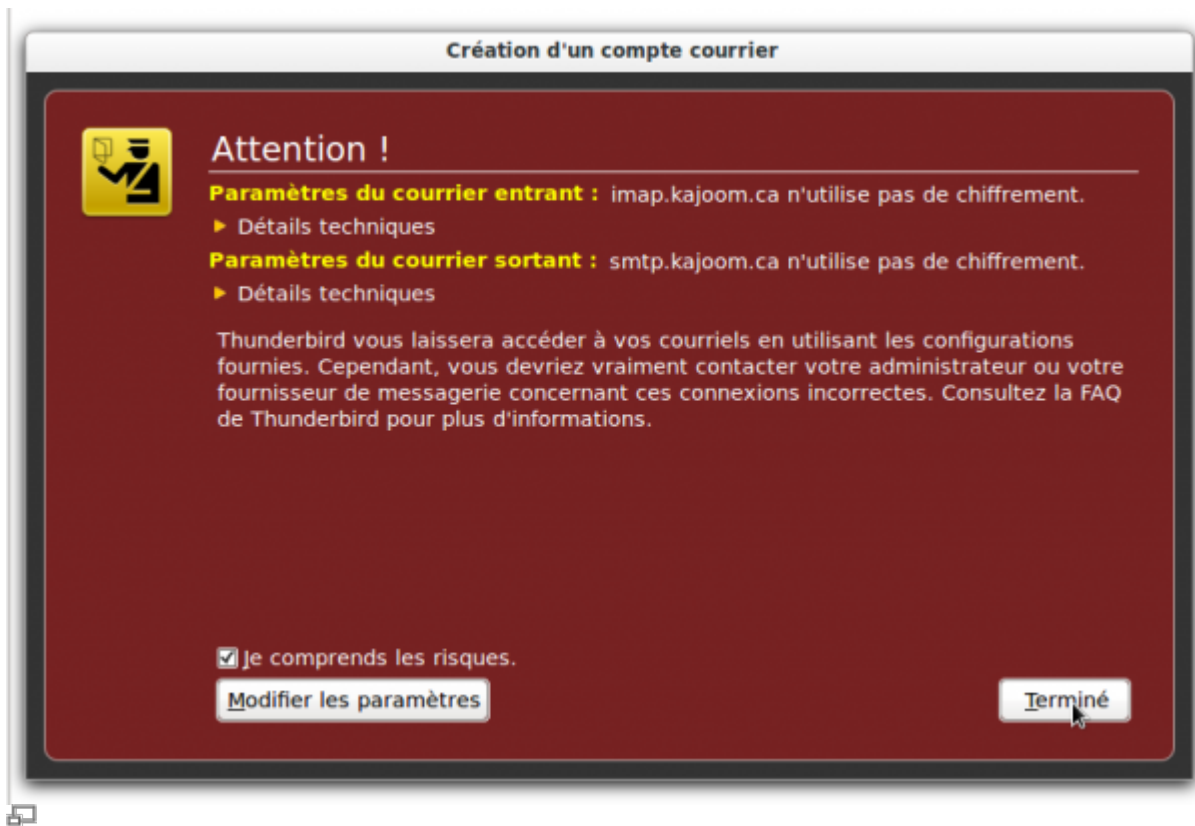 Création d'un compte courrier
Attention !
Paramètres du courrier entrant : imap.kajoom.ca n'utilise pas de chiffrement.
Détails techniques
Paramètres du courrier sortant : smtp.kajoom.ca n'utilise pas de chiffrement.
Détails techniques
Thunderbird vous laissera accéder à vos courriels en utilisant les configurations
fournies. Cependant, vous devriez vraiment contacter votre administrateur ou votre
fournisseur de messagerie concernant ces connexions incorrectes. Consultez la FAQ
de Thunderbird pour plus d'informations.
Je comprends les risques.
Modifier les paramètres
Terminé